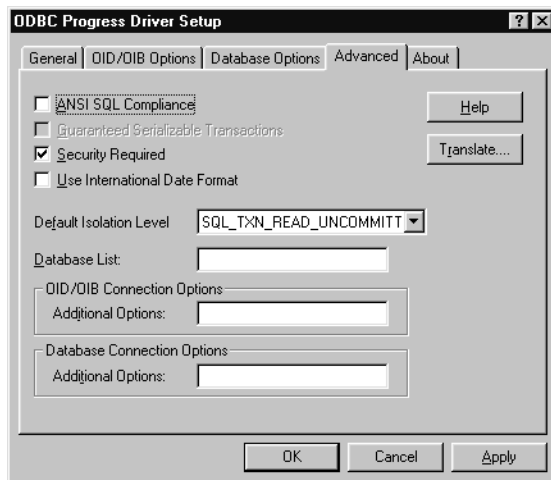 ODBC Progress Driver Setup
General OID/OIB Options Database Options Advanced About
ANSI SQL Compliance
Help
Guaranteed Serializable Transactions
Security Required
Translate....
Use International Date Format
Default Isolation Level SQL_TXN_READ_UNCOMMITT
Database List:
OID/OIB Connection Options
Additional Options:
Database Connection Options
Additional Options:
OK Cancel Apply